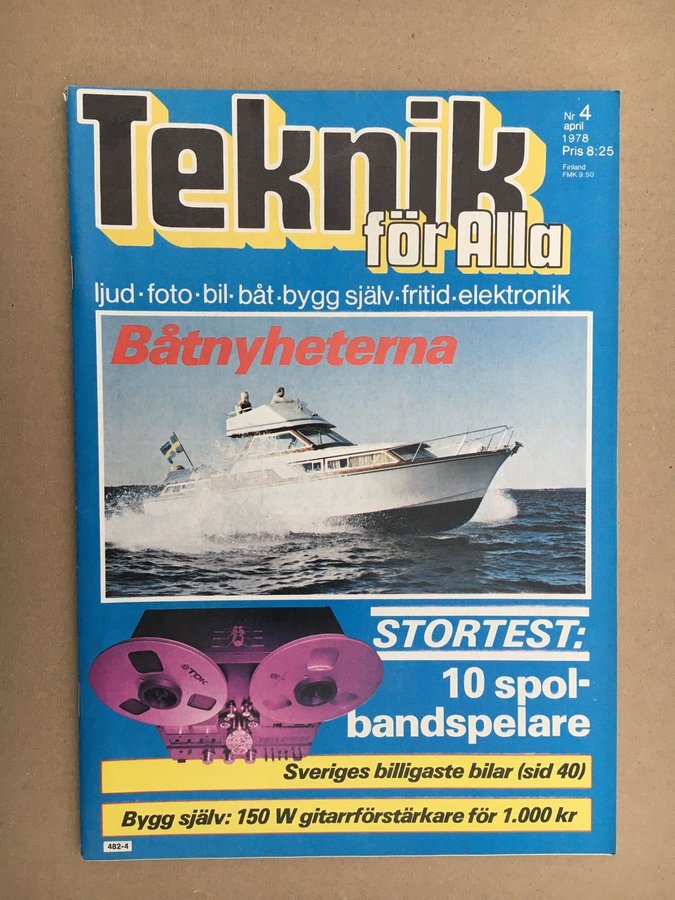 Teknik
för Alla
Nr 4
april
1978
Pris 8:25
Finland
FMK 9.50
ljud·foto·bil·båt·bygg själv·fritid·elektronik
Båtnyheterna
STORTEST:
10 spol-
bandspelare
TDK
Sveriges billigaste bilar (sid 40)
Bygg själv: 150 W gitarrförstärkare för 1.000 kr
482-4